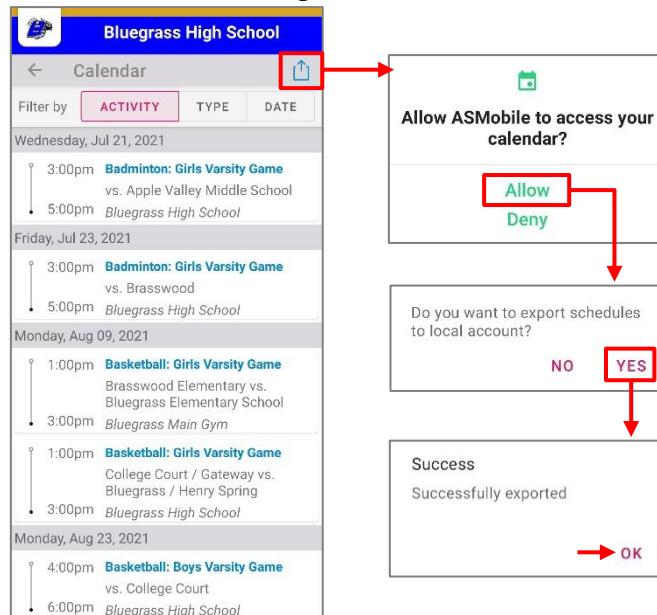 Bluegrass High School
Calendar
Filter by ACTIVITY TYPE DATE
Wednesday, Jul 21, 2021
3:00pm Badminton: Girls Varsity Game
vs. Apple Valley Middle School
5:00pm Bluegrass High School
Friday, Jul 23, 2021
3:00pm Badminton: Girls Varsity Game
vs. Brasswood
5:00pm Bluegrass High School
Monday, Aug 09, 2021
1:00pm Basketball: Girls Varsity Game
Brasswood Elementary vs.
Bluegrass Elementary School
3:00pm Bluegrass Main Gym
1:00pm Basketball: Girls Varsity Game
College Court / Gateway vs.
Bluegrass / Henry Spring
3:00pm Bluegrass High School
Monday, Aug 23, 2021
4:00pm Basketball: Boys Varsity Game
vs. College Court
6:00pm Bluegrass High School
Allow ASMobile to access your
calendar?
Allow
Deny
Do you want to export schedules
to local account?
NO YES
Success
Successfully exported
OK